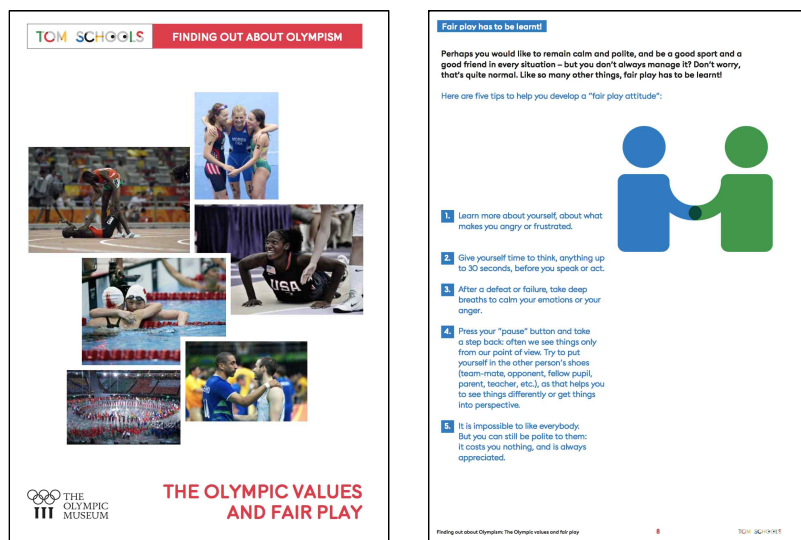 TOM SCHOOLS
FINDING OUT ABOUT OLYMPISM
USA
THE
OLYMPIC
MUSEUM
THE OLYMPIC VALUES
AND FAIR PLAY
Fair play has to be learnt!
Perhaps you would like to remain calm and polite, and be a good sport and a
good friend in every situation – but you don't always manage it? Don't worry,
that's quite normal. Like so many other things, fair play has to be learnt!
Here are five tips to help you develop a "fair play attitude":
1. Learn more about yourself, about what
makes you angry or frustrated.
2. Give yourself time to think, anything up
to 30 seconds, before you speak or act.
3. After a defeat or failure, take deep
breaths to calm your emotions or your
anger.
4. Press your "pause" button and take
a step back: often we see things only
from our point of view. Try to put
yourself in the other person's shoes
(team-mate, opponent, fellow pupil,
parent, teacher, etc.), as that helps you
to see things differently or get things
into perspective.
5. It is impossible to like everybody.
But you can still be polite to them:
it costs you nothing, and is always
appreciated.
Finding out about Olympism: The Olympic values and fair play
8
TOM SCHOOLS